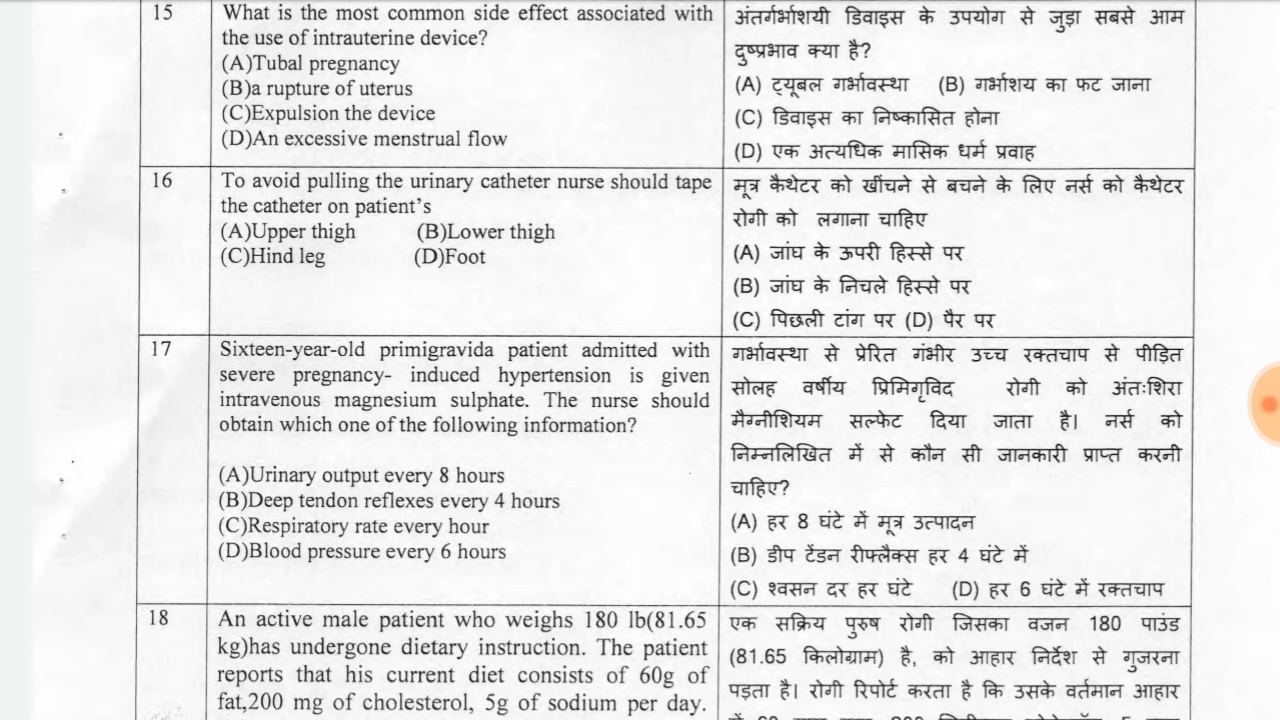 15
What is the most common side effect associated with
the use of intrauterine device?
(A)Tubal pregnancy
(B)a rupture of uterus
(C)Expulsion the device
(D)An excessive menstrual flow
अंतर्गर्भाशयी डिवाइस के उपयोग से जुड़ा सबसे आम
दुष्प्रभाव क्या है?
(A) ट्यूबल गर्भावस्था (B) गर्भाशय का फट जाना
(C) डिवाइस का निष्कासित होना
(D) एक अत्यधिक मासिक धर्म प्रवाह
16
To avoid pulling the urinary catheter nurse should tape
the catheter on patient's
(A)Upper thigh (B)Lower thigh
(C)Hind leg (D)Foot
मूत्र कैथेटर को खींचने से बचने के लिए नर्स को कैथेटर
रोगी को लगाना चाहिए
(A) जांघ के ऊपरी हिस्से पर
(B) जांघ के निचले हिस्से पर
(C) पिछली टांग पर (D) पैर पर
17
Sixteen-year-old primigravida patient admitted with
severe pregnancy- induced hypertension is given
intravenous magnesium sulphate. The nurse should
obtain which one of the following information?
(A)Urinary output every 8 hours
(B)Deep tendon reflexes every 4 hours
(C)Respiratory rate every hour
(D)Blood pressure every 6 hours
गर्भावस्था से प्रेरित गंभीर उच्च रक्तचाप से पीड़ित
सोलह वर्षीय प्रिमिगृविद रोगी को अंतःशिरा
मैग्नीशियम सल्फेट दिया जाता है। नर्स को
निम्नलिखित में से कौन सी जानकारी प्राप्त करनी
चाहिए?
(A) हर 8 घंटे में मूत्र उत्पादन
(B) डीप टेंडन रीफ्लैक्स हर 4 घंटे में
(C) श्वसन दर हर घंटे (D) हर 6 घंटे में रक्तचाप
18
An active male patient who weighs 180 lb(81.65
kg)has undergone dietary instruction. The patient
reports that his current diet consists of 60g of
fat,200 mg of cholesterol, 5g of sodium per day.
एक सक्रिय पुरुष रोगी जिसका वजन 180 पाउंड
(81.65 किलोग्राम) है, को आहार निर्देश से गुजरना
पड़ता है। रोगी रिपोर्ट करता है कि उसके वर्तमान आहार